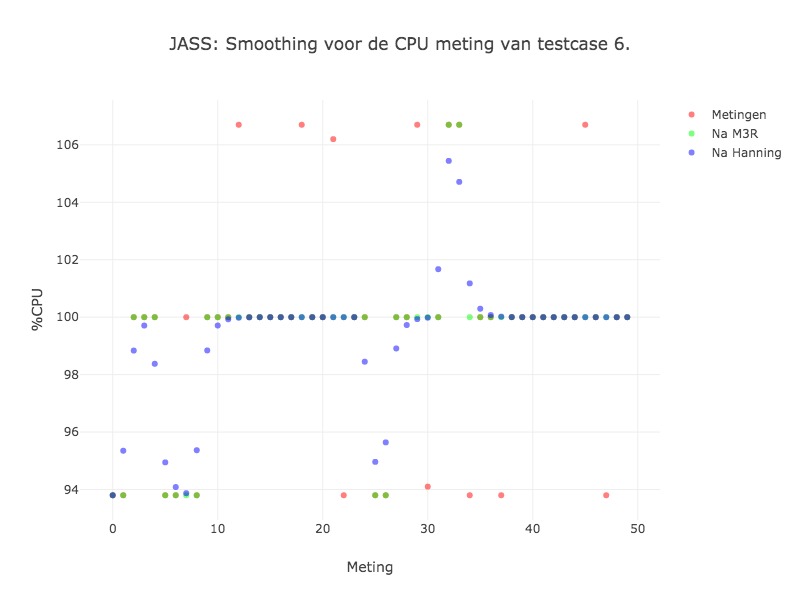 JASS: Smoothing voor de CPU meting van testcase 6.
Metingen
Na M3R
Na Hanning
106
104
102
100
98
96
94
%CPU
0
10
20
30
40
50
Meting